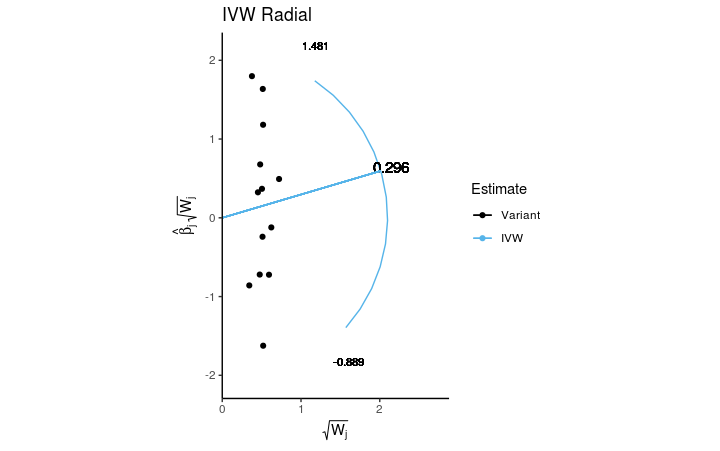 IVW Radial
1.481
2
1
0.296
Estimate
Variant
IVW
0
β̂ⱼ√Wⱼ
-1
-0.889
-2
0 1 2
√Wⱼ